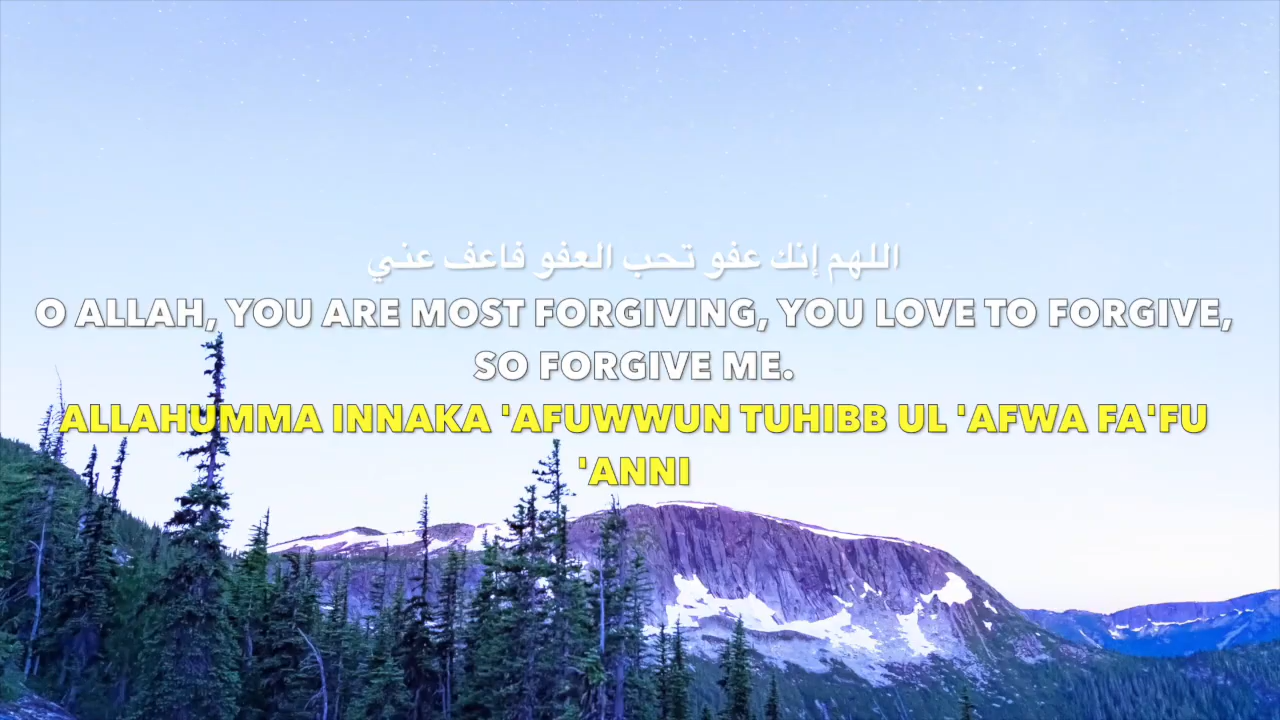 اللهم إنك عفو تحب العفو فاعف عني
O ALLAH, YOU ARE MOST FORGIVING, YOU LOVE TO FORGIVE,
SO FORGIVE ME.
ALLAHUMMA INNAKA 'AFUWWUN TUHIBB UL 'AFWA FA'FU
'ANNI